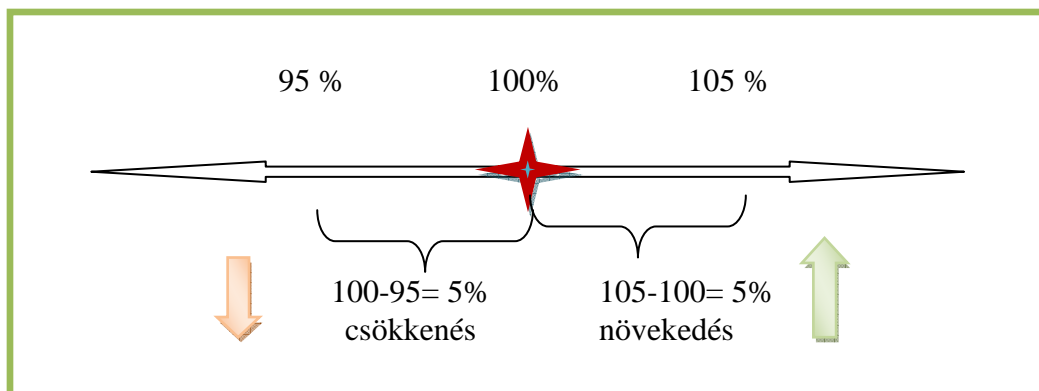 95 % 100% 105 %
100-95= 5% 105-100= 5%
csökkenés növekedés